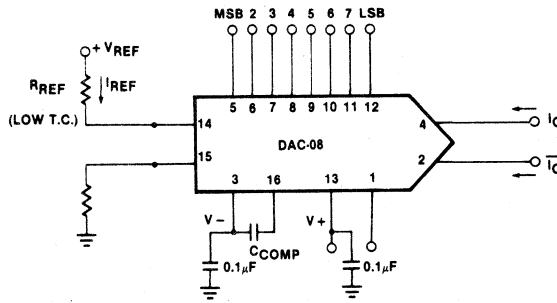 MSB 2 3 4 5 6 7 LSB
+ VREF
RREF
IREF
(LOW T.C.)
5 6 7 8 9 10 11 12
14
4
IO
DAC-08
15
2
IO
3 16 13 1
V−
V+
CCOMP
0.1µF
0.1µF